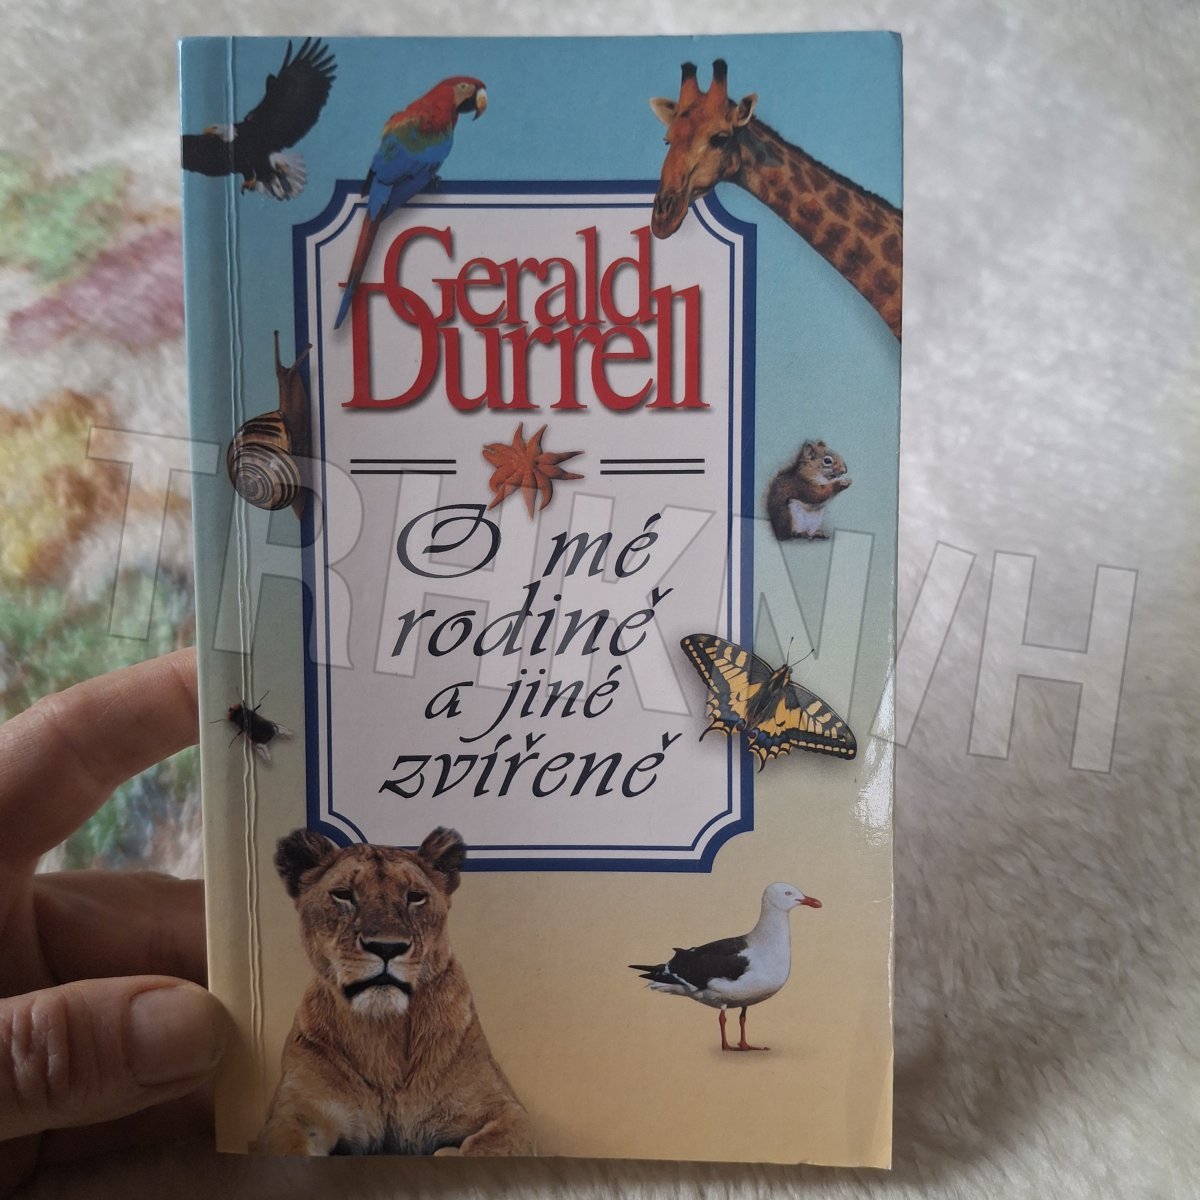 Gerald
Durrell
O mé
rodině
a jiné
zvířeně
TRHKNIH